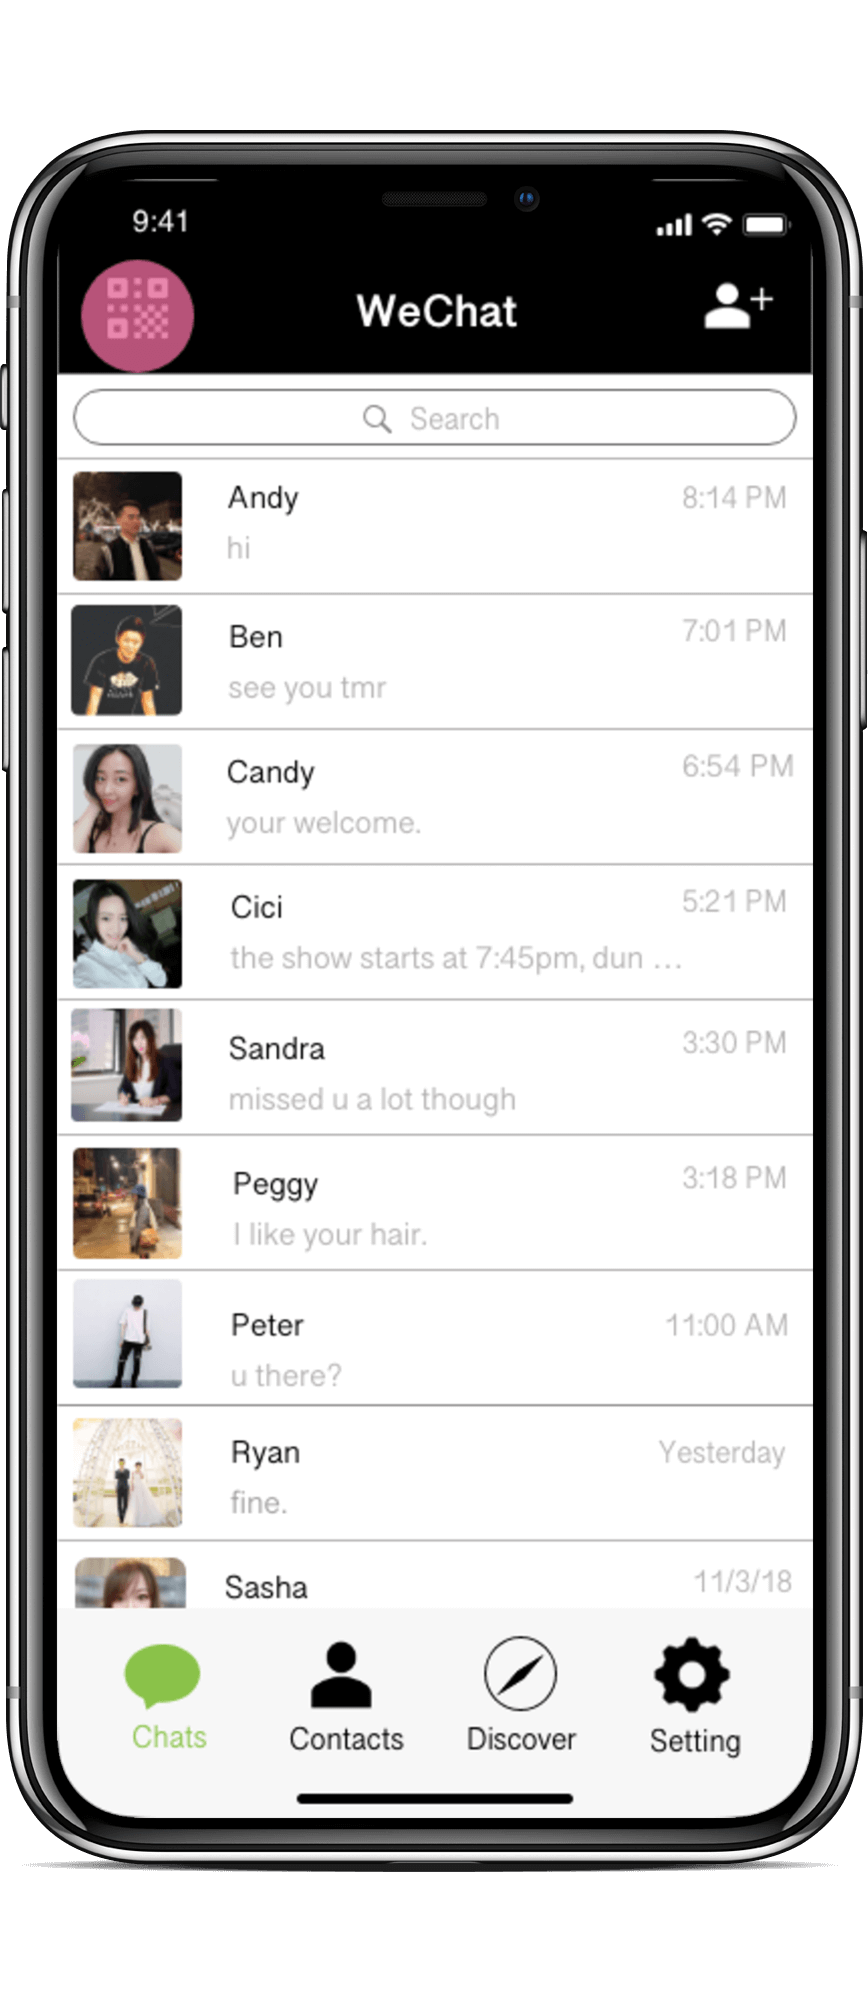 9:41
WeChat
Search
Andy 8:14 PM
hi
Ben 7:01 PM
see you tmr
Candy 6:54 PM
your welcome.
Cici 5:21 PM
the show starts at 7:45pm, dun ...
Sandra 3:30 PM
missed u a lot though
Peggy 3:18 PM
I like your hair.
Peter 11:00 AM
u there?
Ryan Yesterday
fine.
Sasha 11/3/18
Chats Contacts Discover Setting